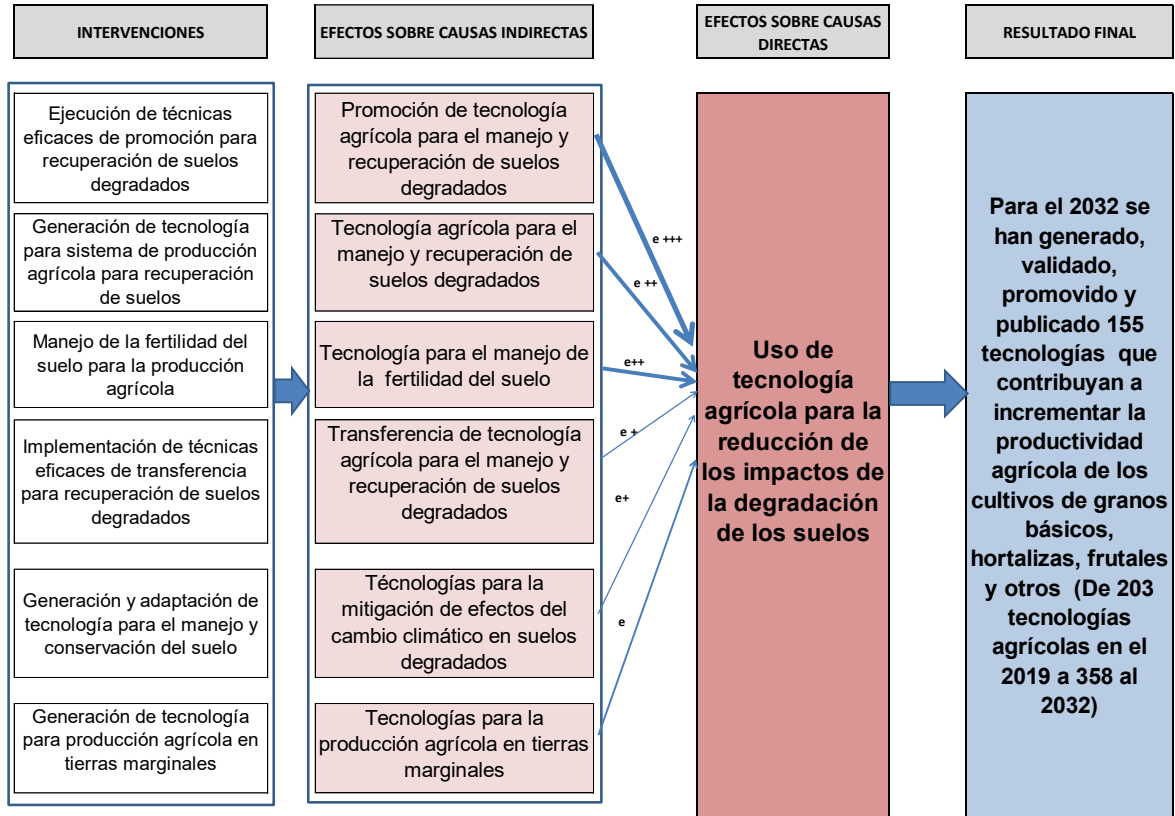 INTERVENCIONES
EFECTOS SOBRE CAUSAS INDIRECTAS
EFECTOS SOBRE CAUSAS
DIRECTAS
RESULTADO FINAL
Ejecución de técnicas
eficaces de promoción para
recuperación de suelos
degradados
Generación de tecnología
para sistema de producción
agrícola para recuperación
de suelos
Manejo de la fertilidad del
suelo para la producción
agrícola
Implementación de técnicas
eficaces de transferencia
para recuperación de suelos
degradados
Generación y adaptación de
tecnología para el manejo y
conservación del suelo
Generación de tecnología
para producción agrícola en
tierras marginales
Promoción de tecnología
agrícola para el manejo y
recuperación de suelos
degradados
Tecnología agrícola para el
manejo y recuperación de
suelos degradados
Tecnología para el manejo de
la fertilidad del suelo
Transferencia de tecnología
agrícola para el manejo y
recuperación de suelos
degradados
Técnologías para la
mitigación de efectos del
cambio climático en suelos
degradados
Tecnologías para la
producción agrícola en tierras
marginales
e +++
e ++
e++
e +
e+
e
Uso de
tecnología
agrícola para la
reducción de
los impactos de
la degradación
de los suelos
Para el 2032 se
han generado,
validado,
promovido y
publicado 155
tecnologías que
contribuyan a
incrementar la
productividad
agrícola de los
cultivos de granos
básicos,
hortalizas, frutales
y otros (De 203
tecnologías
agrícolas en el
2019 a 358 al
2032)